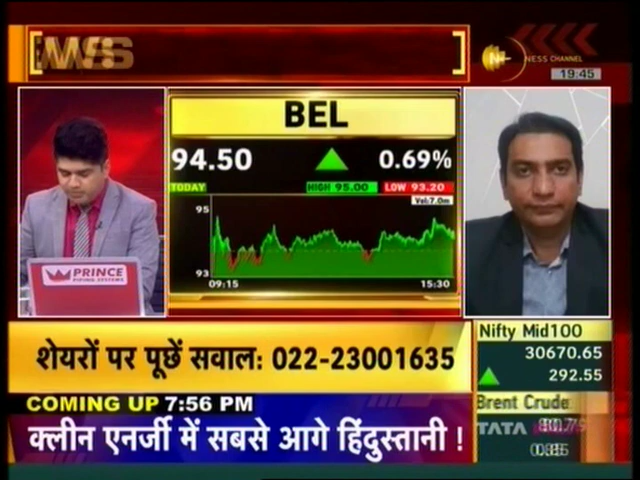 NESS CHANNEL
19:45
BEL
94.50 0.69%
TODAY HIGH 95.00 LOW 93.20
Vol:7.0m
95
93
09:15 15:30
PRINCE
PIPING SYSTEMS
शेयरों पर पूछें सवाल: 022-23001635
Nifty Mid100
30670.65
292.55
COMING UP 7:56 PM
क्लीन एनर्जी में सबसे आगे हिंदुस्तानी !
Brent Crude
TATA